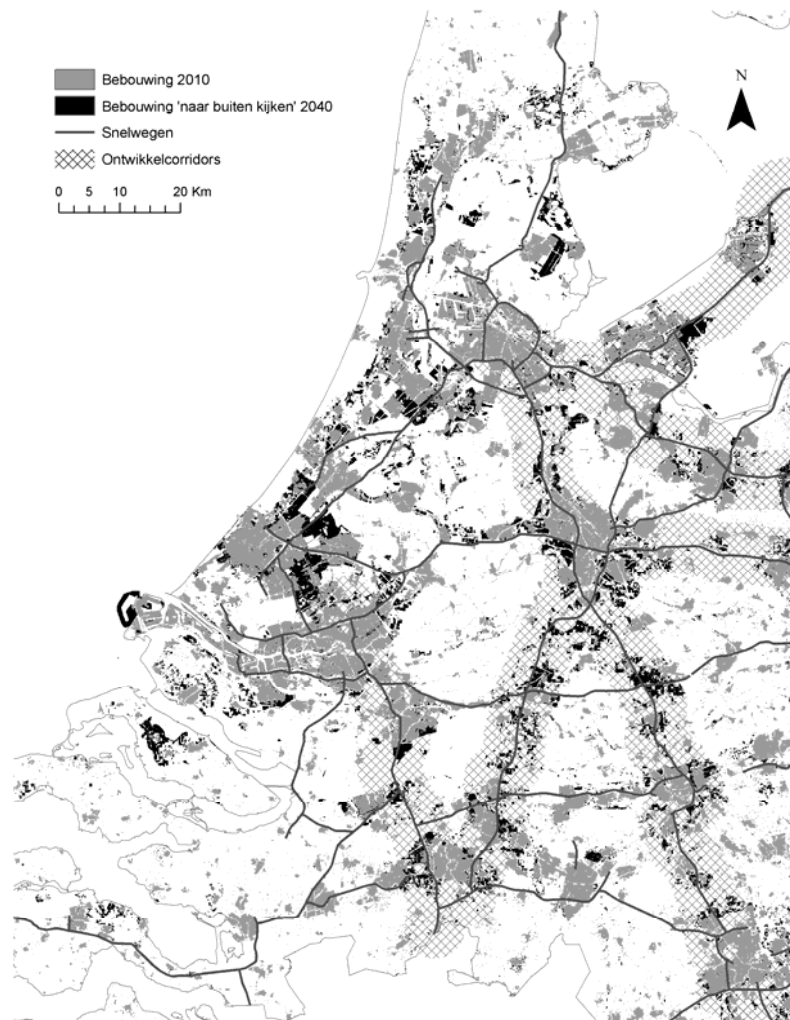 Bebouwing 2010
Bebouwing 'naar buiten kijken' 2040
Snelwegen
Ontwikkelcorridors
0 5 10 20 Km
N